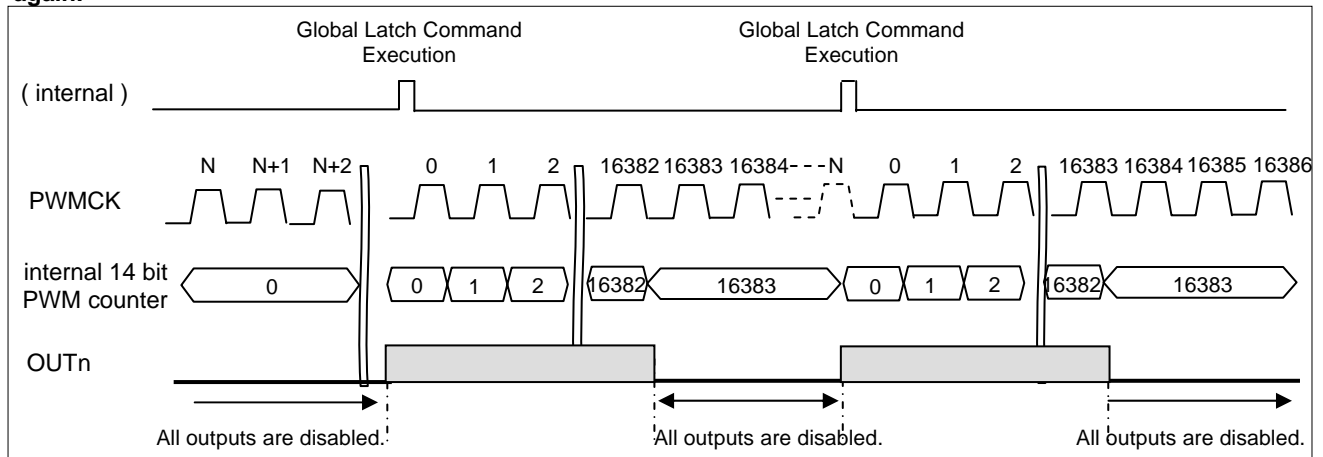 again.
Global Latch Command
Execution
Global Latch Command
Execution
( internal )
N N+1 N+2 0 1 2 16382 16383 16384 N 0 1 2 16383 16384 16385 16386
PWMCK
internal 14 bit
PWM counter
0 0 1 2 16382 16383 0 1 2 16382 16383
OUTn
All outputs are disabled. All outputs are disabled. All outputs are disabled.